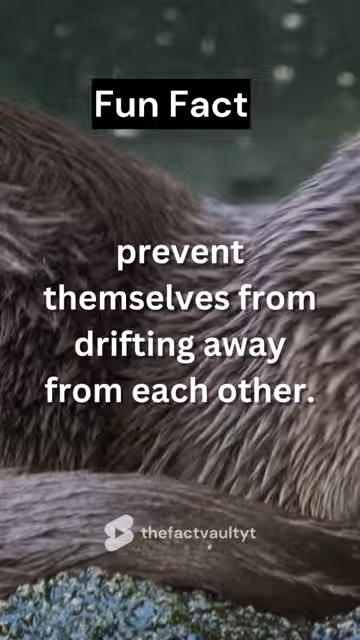 Fun Fact
prevent
themselves from
drifting away
from each other.
thefactvaultyt